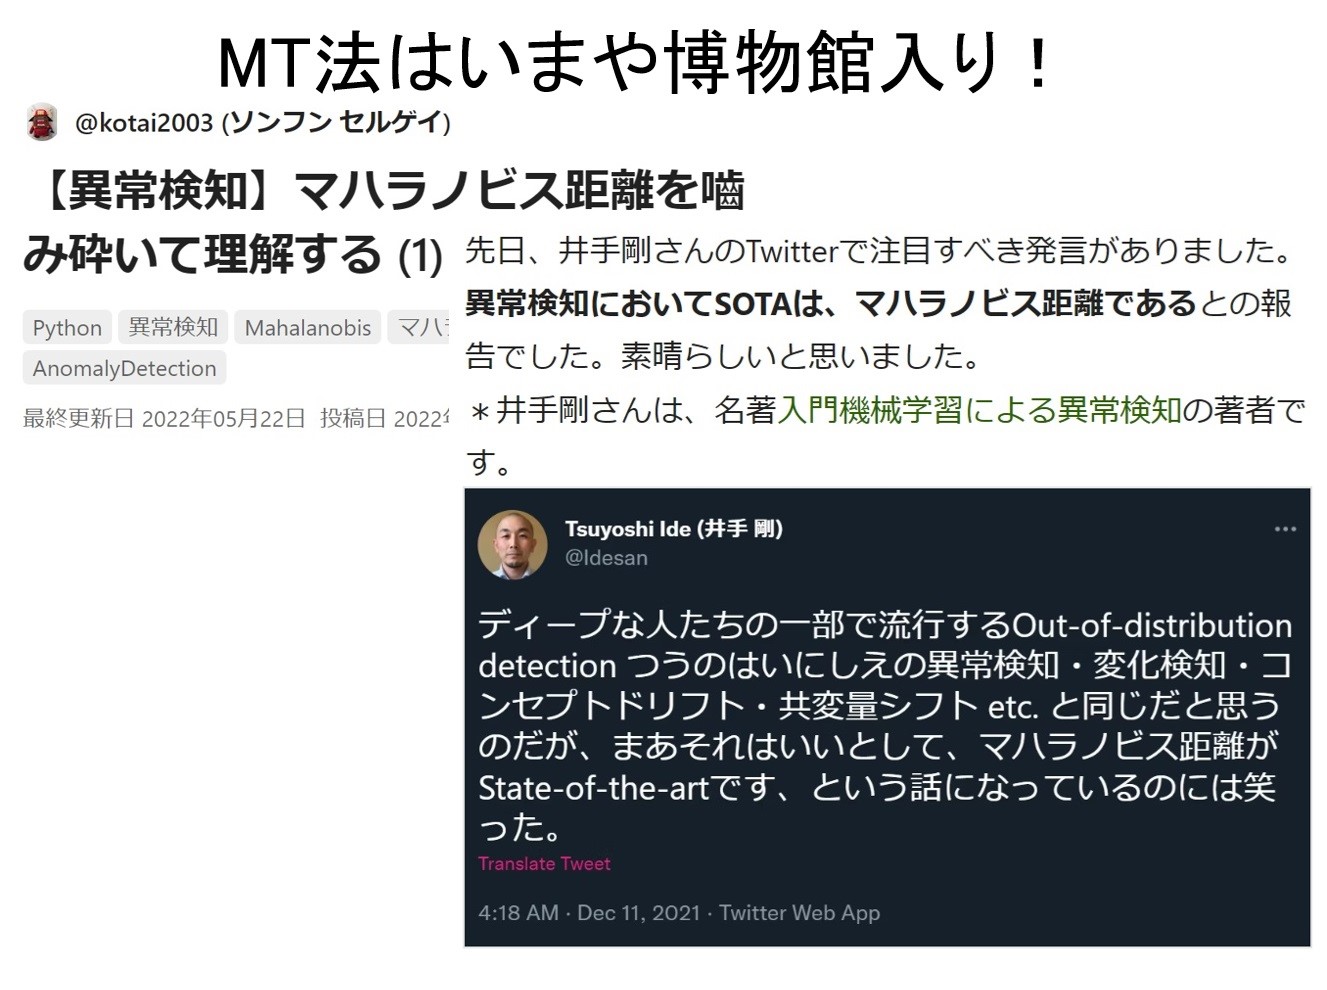 MT法はいまや博物館入り！
@kotai2003 (ソンフン セルゲイ)
【異常検知】マハラノビス距離を嚙
み砕いて理解する (1)
Python 異常検知 Mahalanobis マハラ
AnomalyDetection
最終更新日 2022年05月22日 投稿日 2022年
先日、井手剛さんのTwitterで注目すべき発言がありました。
異常検知においてSOTAは、マハラノビス距離であるとの報
告でした。素晴らしいと思いました。
＊井手剛さんは、名著入門機械学習による異常検知の著者で
す。
Tsuyoshi Ide (井手 剛)
@Idesan
ディープな人たちの一部で流行するOut-of-distribution
detection つうのはいにしえの異常検知・変化検知・コ
ンセプトドリフト・共変量シフト etc. と同じだと思う
のだが、まあそれはいいとして、マハラノビス距離が
State-of-the-artです、という話になっているのには笑
った。
Translate Tweet
4:18 AM · Dec 11, 2021 · Twitter Web App